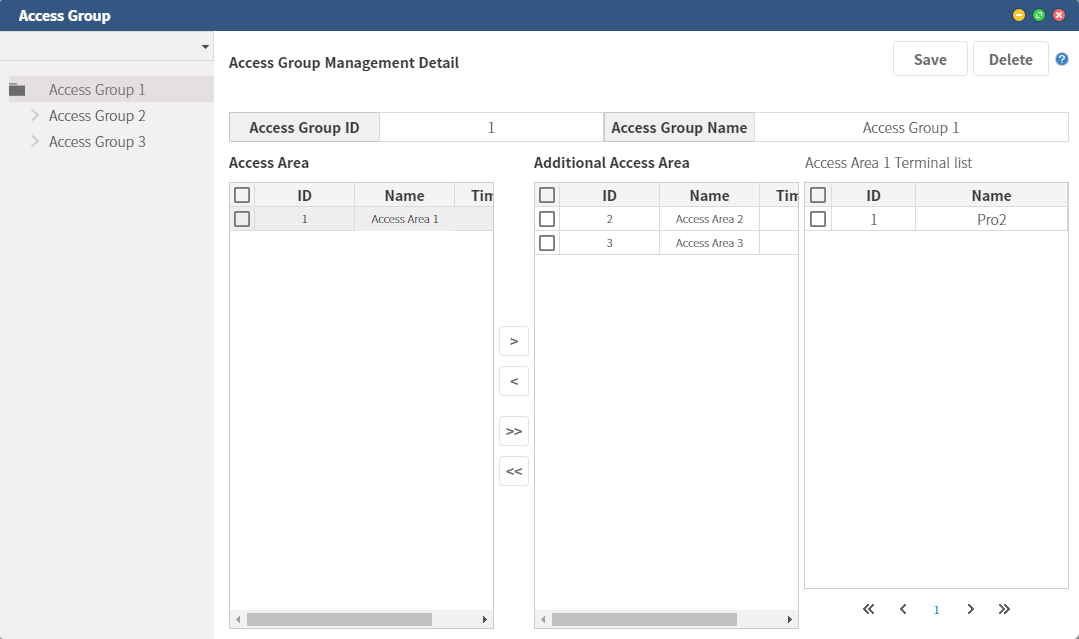 Access Group
Access Group 1
Access Group 2
Access Group 3
Access Group Management Detail
Save
Delete
?
Access Group ID
1
Access Group Name
Access Group 1
Access Area
ID Name Tim
1 Access Area 1
>
<
>>
<<
Additional Access Area
ID Name Tim
2 Access Area 2
3 Access Area 3
Access Area 1 Terminal list
ID Name
1 Pro2
« ‹ 1 › »